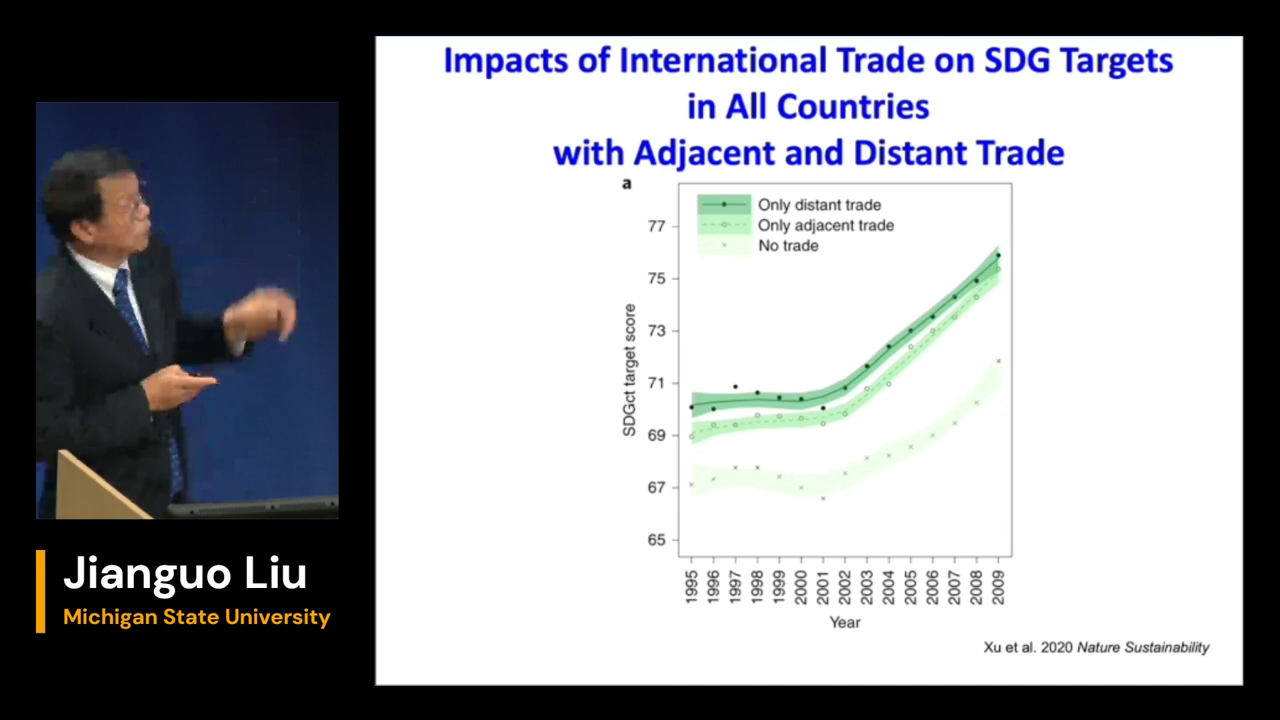 Impacts of International Trade on SDG Targets
in All Countries
with Adjacent and Distant Trade
a
Only distant trade
Only adjacent trade
No trade
77
75
73
71
69
67
65
SDGct target score
1995
1996
1997
1998
1999
2000
2001
2002
2003
2004
2005
2006
2007
2008
2009
Year
Xu et al. 2020 Nature Sustainability
Jianguo Liu
Michigan State University